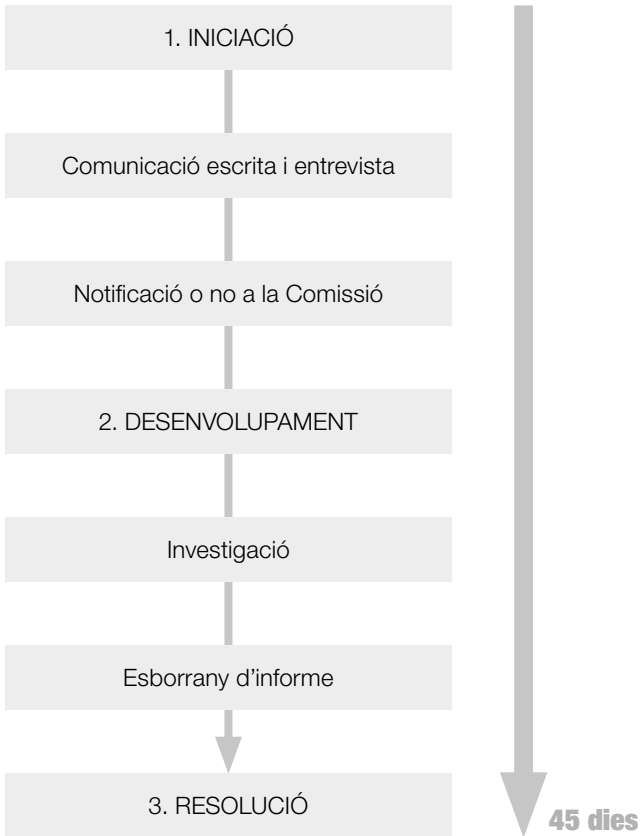 1. INICIACIÓ
Comunicació escrita i entrevista
Notificació o no a la Comissió
2. DESENVOLUPAMENT
Investigació
Esborrany d’informe
3. RESOLUCIÓ
45 dies